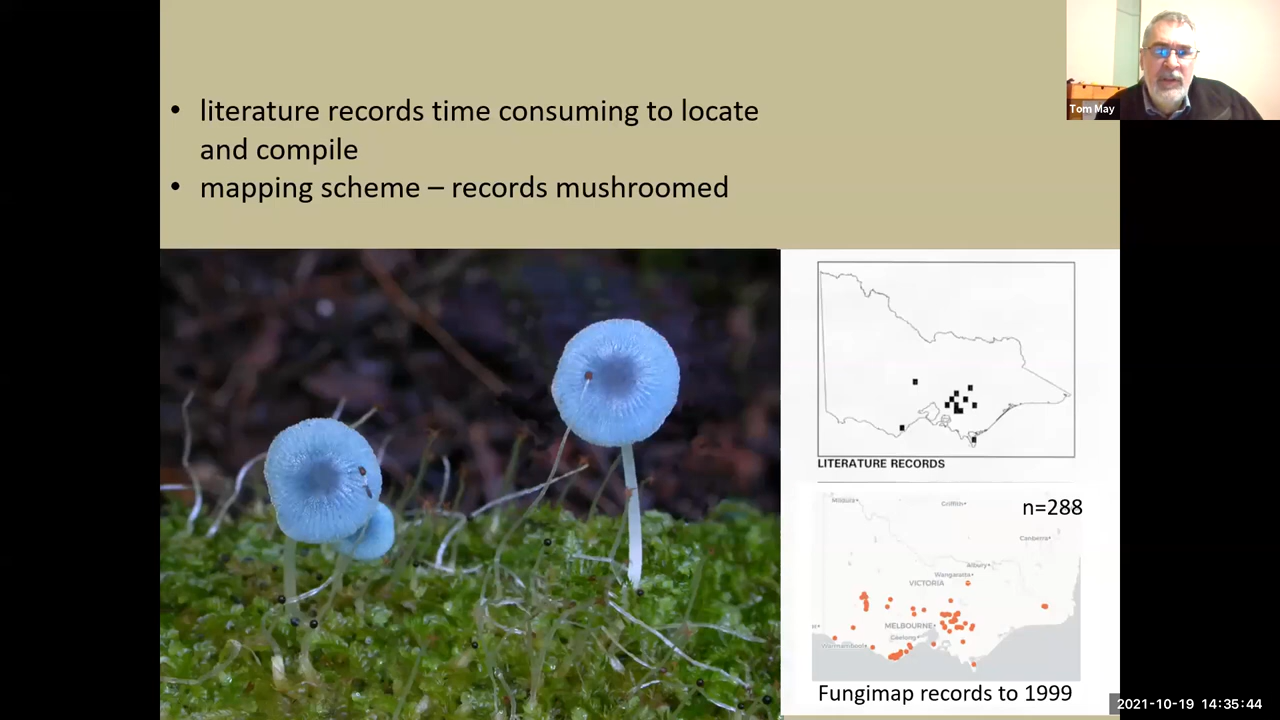 • literature records time consuming to locate
and compile
• mapping scheme – records mushroomed
Tom May
LITERATURE RECORDS
n=288
Mildura
Griffith
Canberra
Albury
Wangaratta
VICTORIA
MELBOURNE
Geelong
Warrnambool
Fungimap records to 1999
2021-10-19 14:35:44